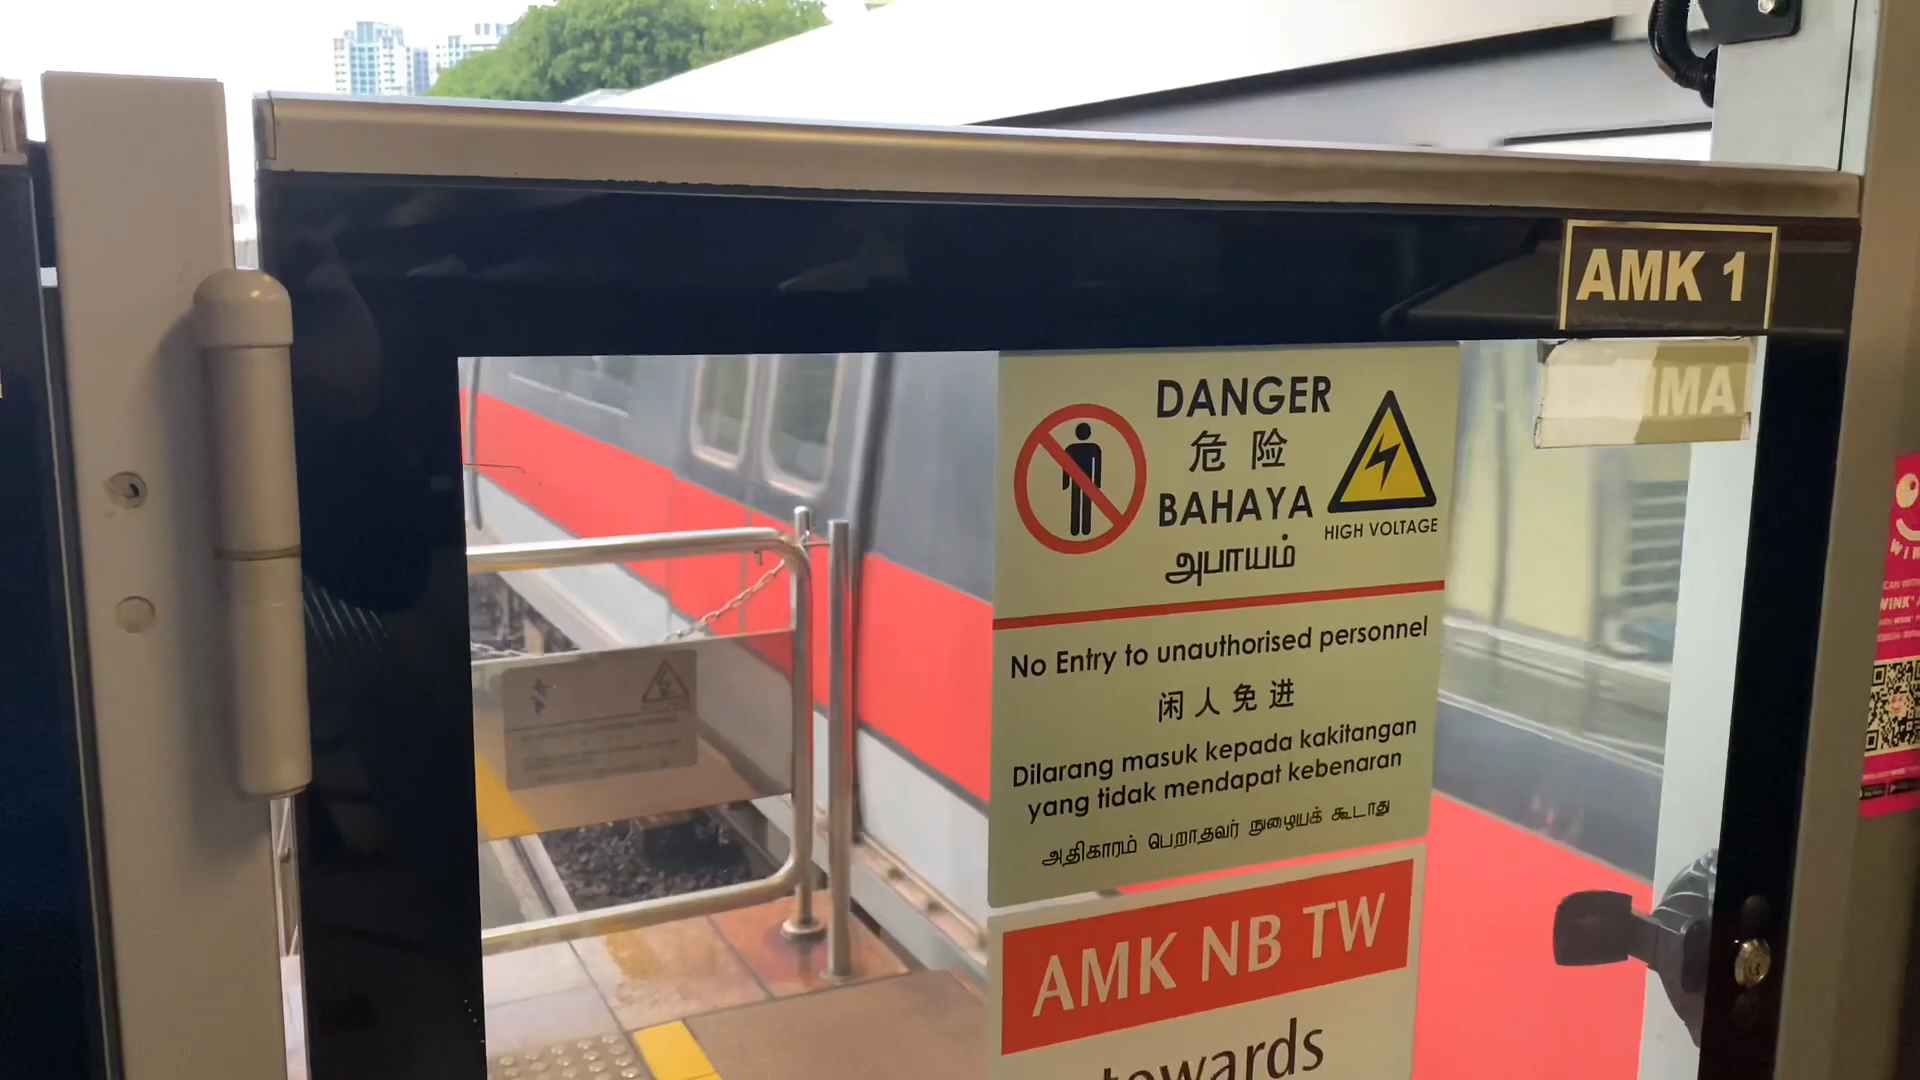 AMK 1
IMA
DANGER
危险
BAHAYA
அபாயம்
HIGH VOLTAGE
No Entry to unauthorised personnel
闲人免进
Dilarang masuk kepada kakitangan
yang tidak mendapat kebenaran
அதிகாரம் பெறாதவர் நுழையக் கூடாது
AMK NB TW
towards